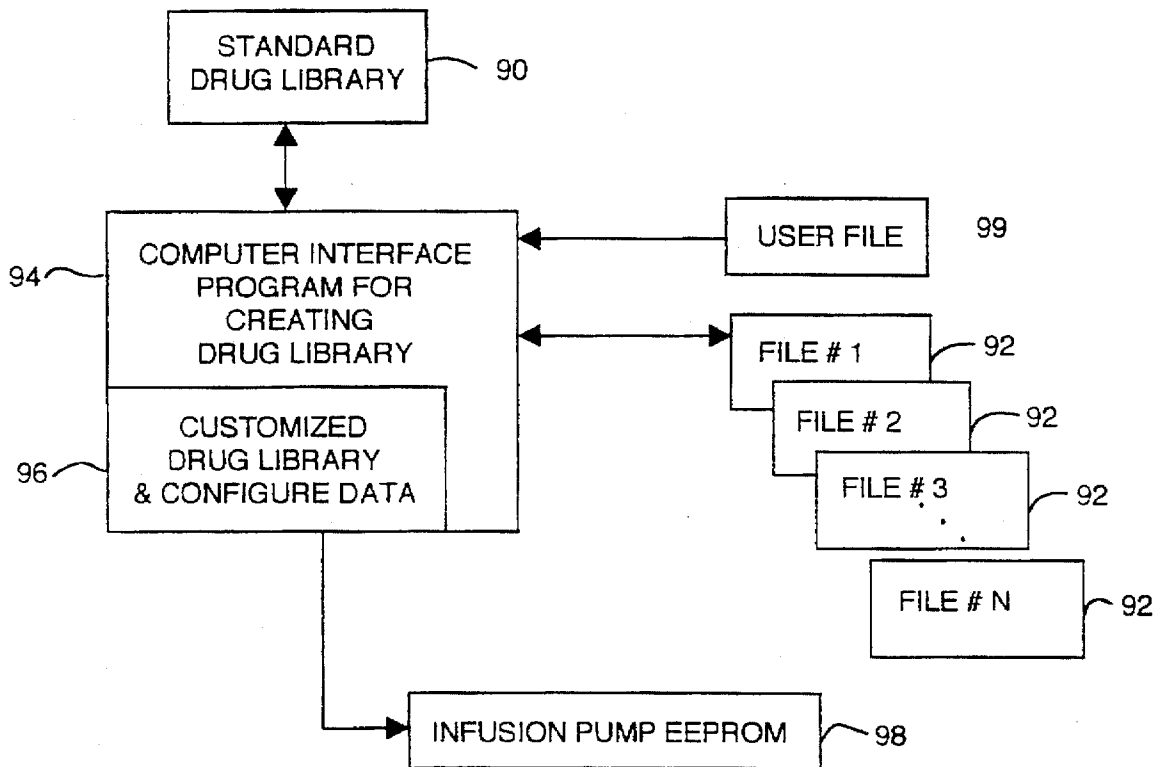 STANDARD
DRUG LIBRARY
90
COMPUTER INTERFACE
PROGRAM FOR
CREATING
DRUG LIBRARY
94
USER FILE
99
FILE # 1
92
FILE # 2
92
FILE # 3
92
FILE # N
92
CUSTOMIZED
DRUG LIBRARY
& CONFIGURE DATA
96
INFUSION PUMP EEPROM
98